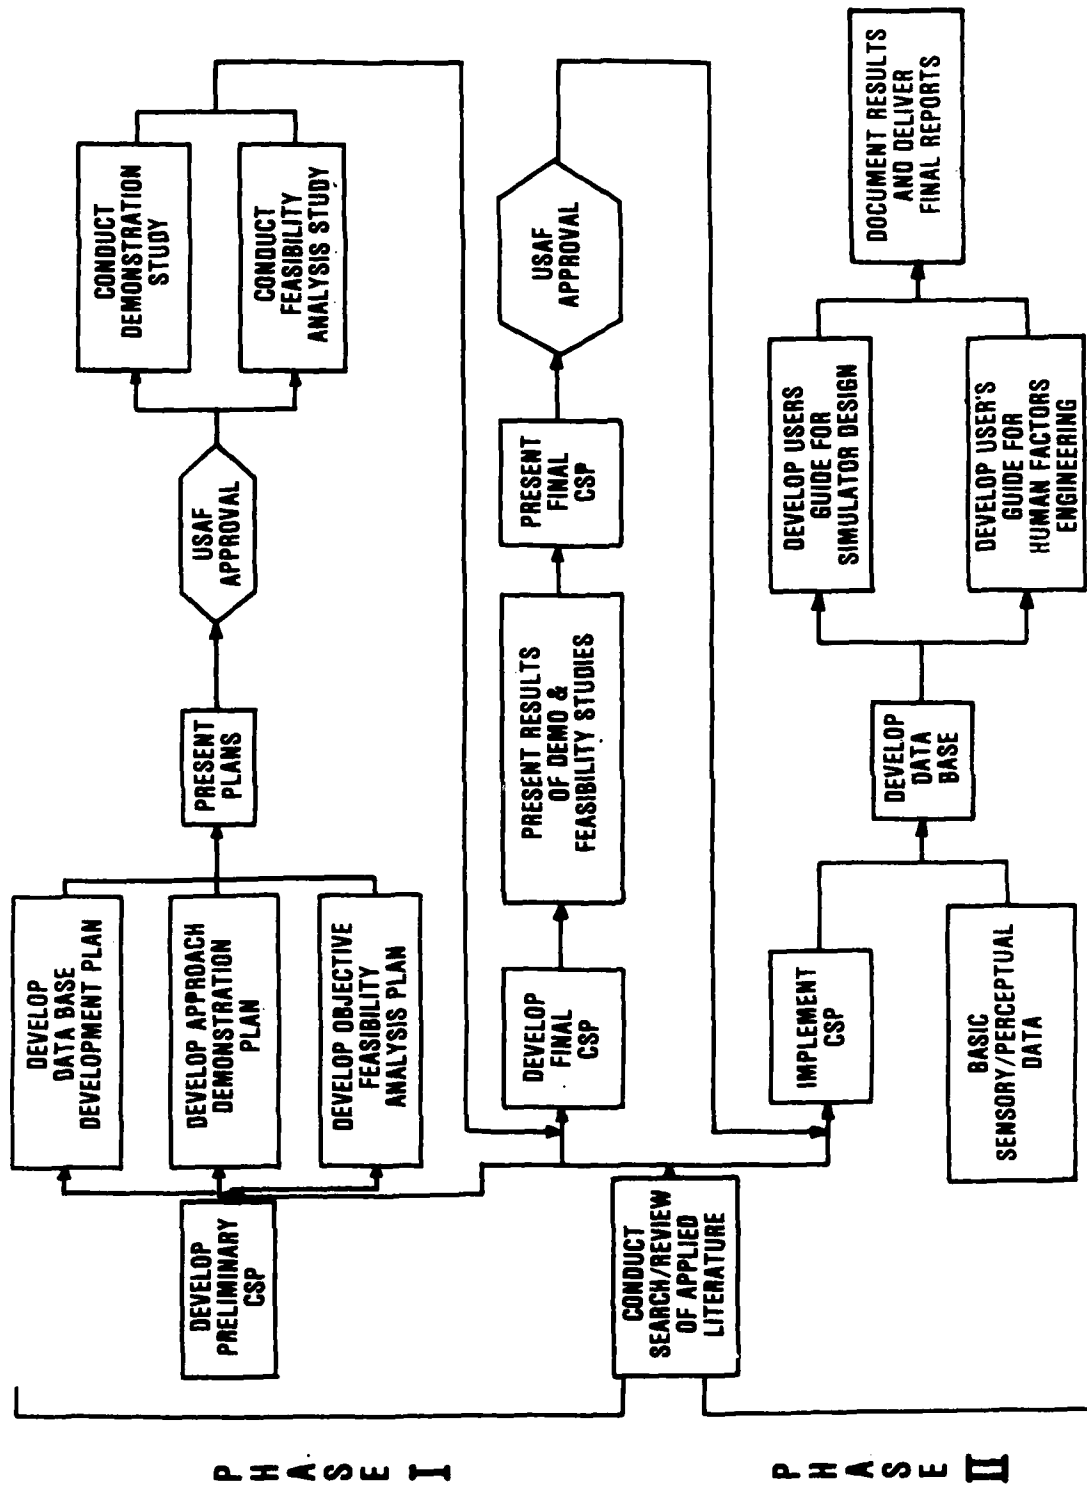 PHASE I
DEVELOP
PRELIMINARY
CSP
DEVELOP
DATA BASE
DEVELOPMENT PLAN
DEVELOP APPROACH
DEMONSTRATION
PLAN
DEVELOP OBJECTIVE
FEASIBILITY
ANALYSIS PLAN
PRESENT
PLANS
USAF
APPROVAL
CONDUCT
DEMONSTRATION
STUDY
CONDUCT
FEASIBILITY
ANALYSIS STUDY
CONDUCT
SEARCH/REVIEW
OF APPLIED
LITERATURE
DEVELOP
FINAL
CSP
PRESENT RESULTS
OF DEMO &
FEASIBILITY STUDIES
PRESENT
FINAL
CSP
USAF
APPROVAL
PHASE II
IMPLEMENT
CSP
BASIC
SENSORY/PERCEPTUAL
DATA
DEVELOP
DATA
BASE
DEVELOP USERS
GUIDE FOR
SIMULATOR DESIGN
DEVELOP USER'S
GUIDE FOR
HUMAN FACTORS
ENGINEERING
DOCUMENT RESULTS
AND DELIVER
FINAL REPORTS